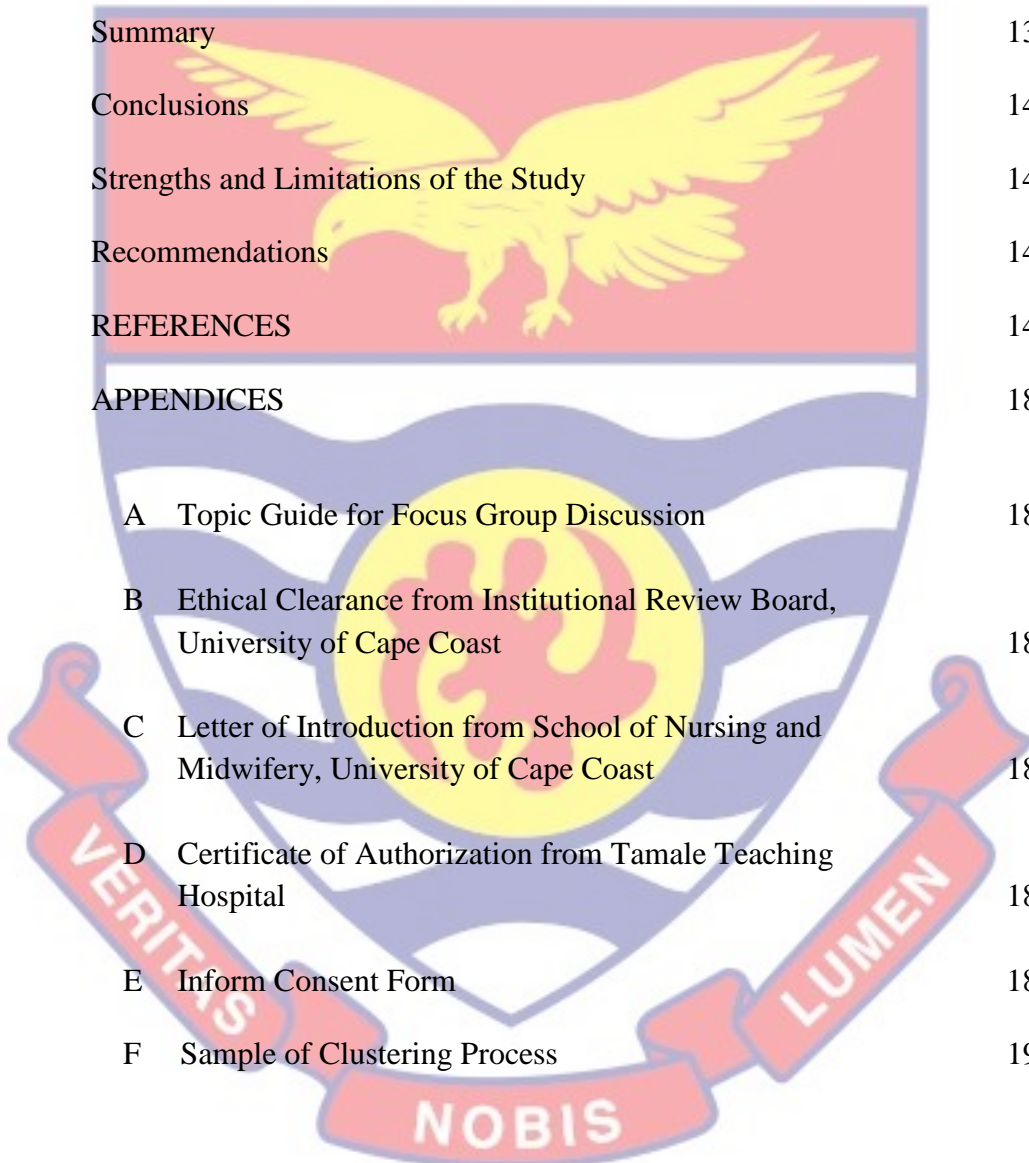 Summary 13
Conclusions 14
Strengths and Limitations of the Study 14
Recommendations 14
REFERENCES 14
APPENDICES 18
A Topic Guide for Focus Group Discussion 18
B Ethical Clearance from Institutional Review Board,
University of Cape Coast 18
C Letter of Introduction from School of Nursing and
Midwifery, University of Cape Coast 18
D Certificate of Authorization from Tamale Teaching
Hospital 18
E Inform Consent Form 18
F Sample of Clustering Process 19
VERITAS
NOBIS
LUMEN